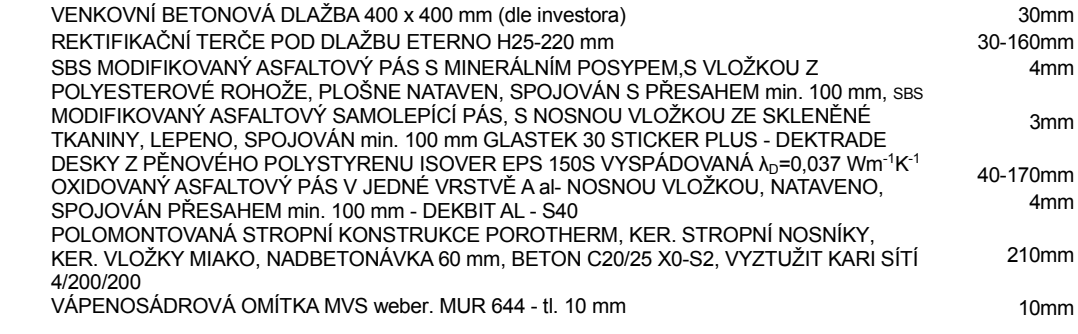 VENKOVNÍ BETONOVÁ DLAŽBA 400 x 400 mm (dle investora) 30mm
REKTIFIKAČNÍ TERČE POD DLAŽBU ETERNO H25-220 mm 30-160mm
SBS MODIFIKOVANÝ ASFALTOVÝ PÁS S MINERÁLNÍM POSYPEM,S VLOŽKOU Z 4mm
POLYESTEROVÉ ROHOŽE, PLOŠNE NATAVEN, SPOJOVÁN S PŘESAHEM min. 100 mm, SBS
MODIFIKOVANÝ ASFALTOVÝ SAMOLEPÍCÍ PÁS, S NOSNOU VLOŽKOU ZE SKLENĚNÉ 3mm
TKANINY, LEPENO, SPOJOVÁN min. 100 mm GLASTEK 30 STICKER PLUS - DEKTRADE
DESKY Z PĚNOVÉHO POLYSTYRENU ISOVER EPS 150S VYSPÁDOVANÁ λD=0,037 Wm-1K-1 40-170mm
OXIDOVANÝ ASFALTOVÝ PÁS V JEDNÉ VRSTVĚ A al- NOSNOU VLOŽKOU, NATAVENO, 4mm
SPOJOVÁN PŘESAHEM min. 100 mm - DEKBIT AL - S40
POLOMONTOVANÁ STROPNÍ KONSTRUKCE POROTHERM, KER. STROPNÍ NOSNÍKY, 210mm
KER. VLOŽKY MIAKO, NADBETONÁVKA 60 mm, BETON C20/25 X0-S2, VYZTUŽIT KARI SÍTÍ
4/200/200
VÁPENOSÁDROVÁ OMÍTKA MVS weber. MUR 644 - tl. 10 mm 10mm